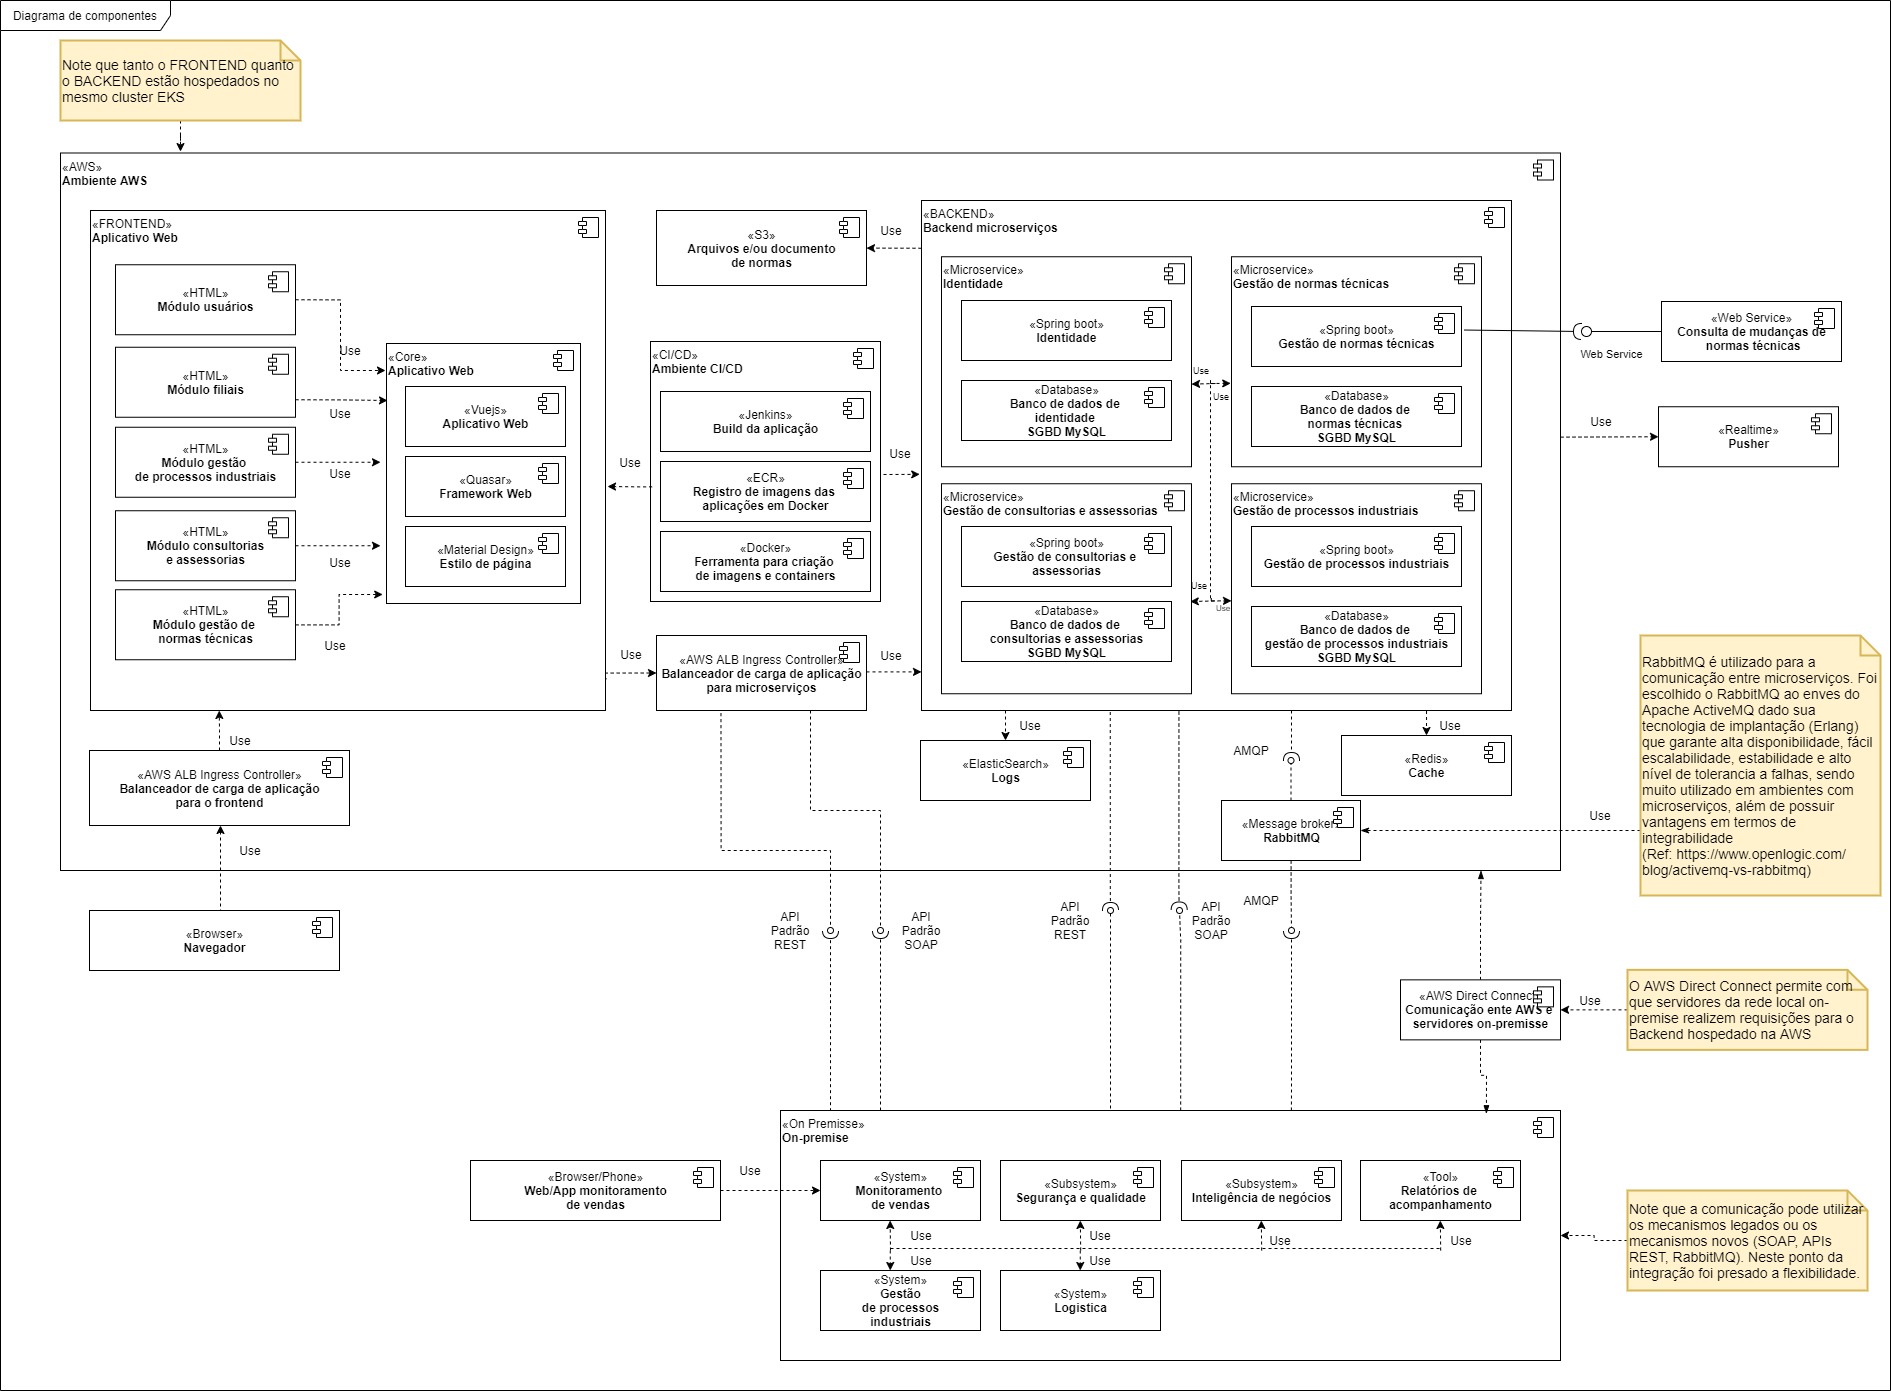 Diagrama de componentes
Note que tanto o FRONTEND quanto
o BACKEND estão hospedados no
mesmo cluster EKS
«AWS»
Ambiente AWS
«FRONTEND»
Aplicativo Web
«HTML»
Módulo usuários
«HTML»
Módulo filiais
«HTML»
Módulo gestão
de processos industriais
«HTML»
Módulo consultorias
e assessorias
«HTML»
Módulo gestão de
normas técnicas
Use
Use
Use
Use
Use
«Core»
Aplicativo Web
«Vuejs»
Aplicativo Web
«Quasar»
Framework Web
«Material Design»
Estilo de página
«S3»
Arquivos e/ou documento
de normas
Use
«CI/CD»
Ambiente CI/CD
«Jenkins»
Build da aplicação
«ECR»
Registro de imagens das
aplicações em Docker
«Docker»
Ferramenta para criação
de imagens e containers
Use
Use
Use
«AWS ALB Ingress Controller»
Balanceador de carga de aplicação
para microserviços
Use
«BACKEND»
Backend microserviços
«Microservice»
Identidade
«Spring boot»
Identidade
«Database»
Banco de dados de
identidade
SGBD MySQL
«Microservice»
Gestão de normas técnicas
«Spring boot»
Gestão de normas técnicas
«Database»
Banco de dados de
normas técnicas
SGBD MySQL
Use
Use
«Microservice»
Gestão de consultorias e assessorias
«Spring boot»
Gestão de consultorias e
assessorias
«Database»
Banco de dados de
consultorias e assessorias
SGBD MySQL
«Microservice»
Gestão de processos industriais
«Spring boot»
Gestão de processos industriais
«Database»
Banco de dados de
gestão de processos industriais
SGBD MySQL
Use
Use
Web Service
«Web Service»
Consulta de mudanças de
normas técnicas
Use
«Realtime»
Pusher
RabbitMQ é utilizado para a
comunicação entre microserviços. Foi
escolhido o RabbitMQ ao enves do
Apache ActiveMQ dado sua
tecnologia de implantação (Erlang)
que garante alta disponibilidade, fácil
escalabilidade, estabilidade e alto
nível de tolerancia a falhas, sendo
muito utilizado em ambientes com
microserviços, além de possuir
vantagens em termos de
integrabilidade
(Ref: https://www.openlogic.com/
blog/activemq-vs-rabbitmq)
Use
Use
«AWS ALB Ingress Controller»
Balanceador de carga de aplicação
para o frontend
Use
«Browser»
Navegador
Use
«ElasticSearch»
Logs
AMQP
Use
«Redis»
Cache
«Message broker»
RabbitMQ
API
Padrão
REST
API
Padrão
SOAP
API
Padrão
REST
API
Padrão
SOAP
AMQP
«AWS Direct Connec
Comunicação ente AWS e
servidores on-premisse
Use
O AWS Direct Connect permite com
que servidores da rede local on-
premise realizem requisições para o
Backend hospedado na AWS
«On Premisse»
On-premise
«Browser/Phone»
Web/App monitoramento
de vendas
Use
«System»
Monitoramento
de vendas
«Subsystem»
Segurança e qualidade
«Subsystem»
Inteligência de negócios
«Tool»
Relatórios de
acompanhamento
Use
Use
Use
Use
Use
Use
«System»
Gestão
de processos
industriais
«System»
Logistica
Note que a comunicação pode utilizar
os mecanismos legados ou os
mecanismos novos (SOAP, APIs
REST, RabbitMQ). Neste ponto da
integração foi presado a flexibilidade.